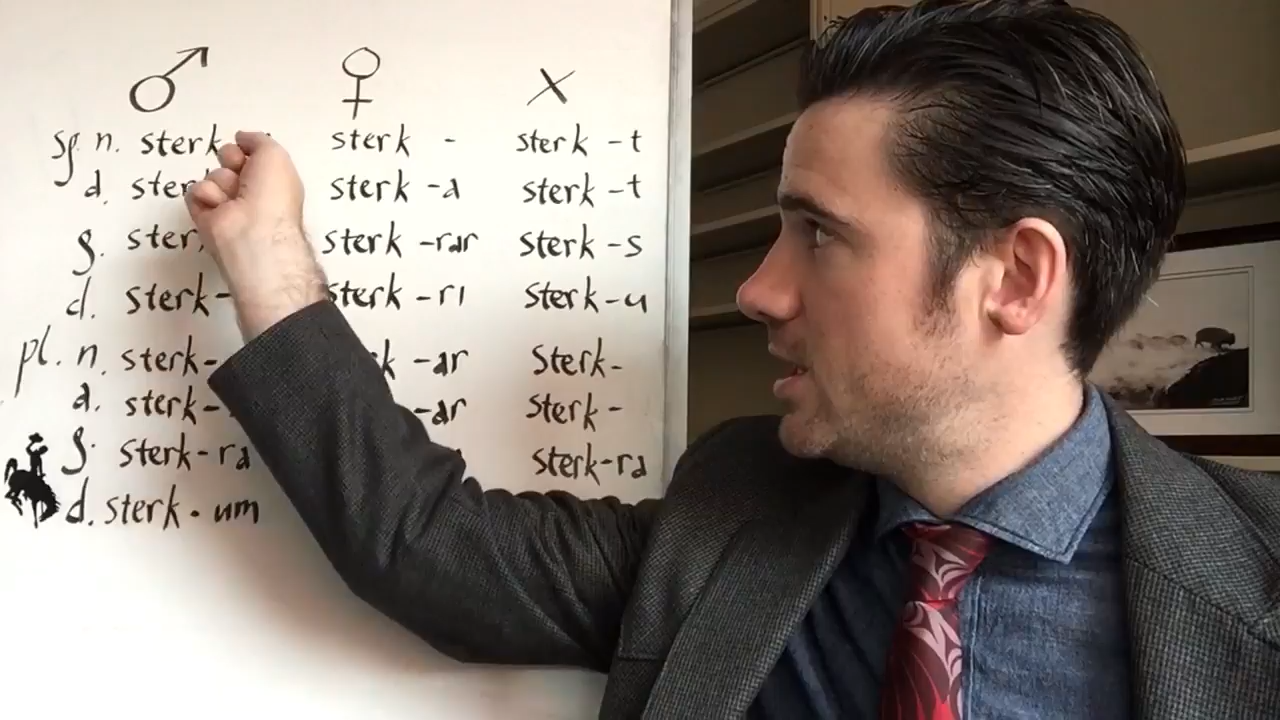 ♂ ♀ X
sg. n. sterk sterk - sterk -t
a. sterk -a sterk -t
g. sterk -rar sterk -s
d. sterk- sterk -ri sterk-u
pl. n. sterk- -ar sterk-
a. sterk- -ar sterk -
g. sterk-ra sterk-ra
d. sterk-um